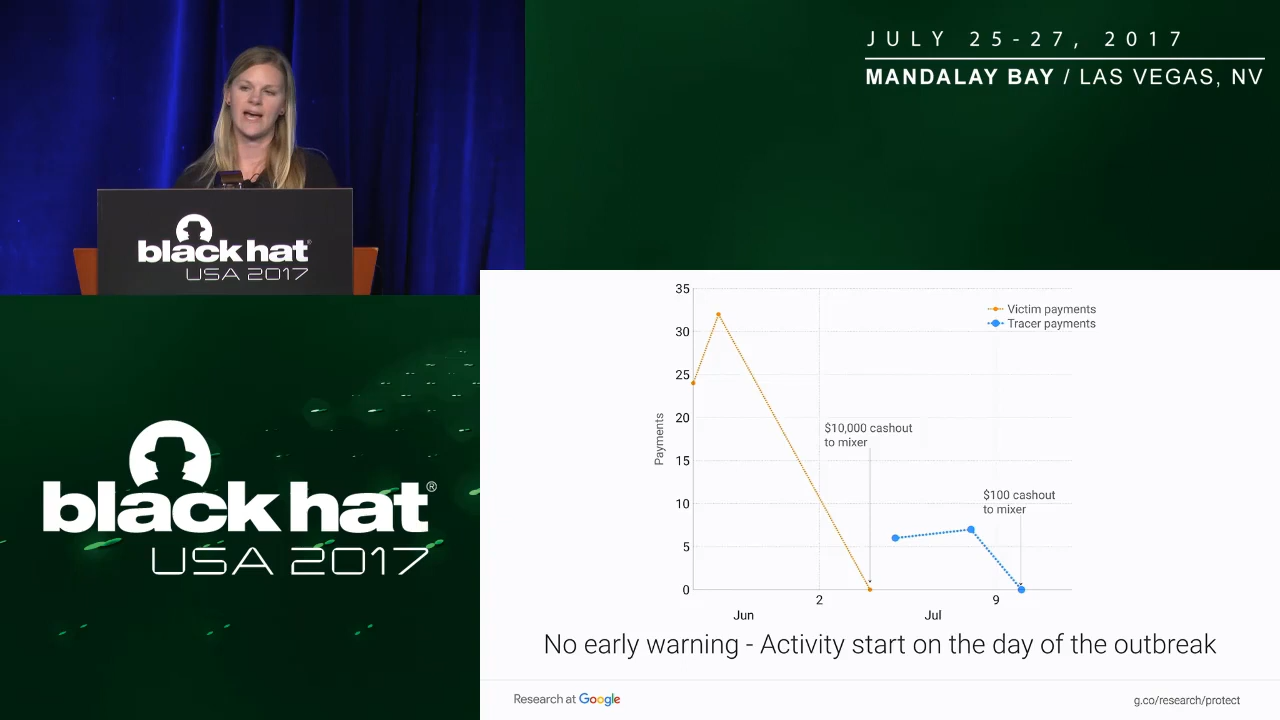 JULY 25-27, 2017
MANDALAY BAY / LAS VEGAS, NV
black hat
USA 2017
black hat®
USA 2017
35
30
25
20
15
10
5
0
Payments
Victim payments
Tracer payments
$10,000 cashout
to mixer
$100 cashout
to mixer
2
9
Jun
Jul
No early warning - Activity start on the day of the outbreak
Research at Google
g.co/research/protect